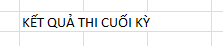 KẾT QUẢ THI CUỐI KỲ